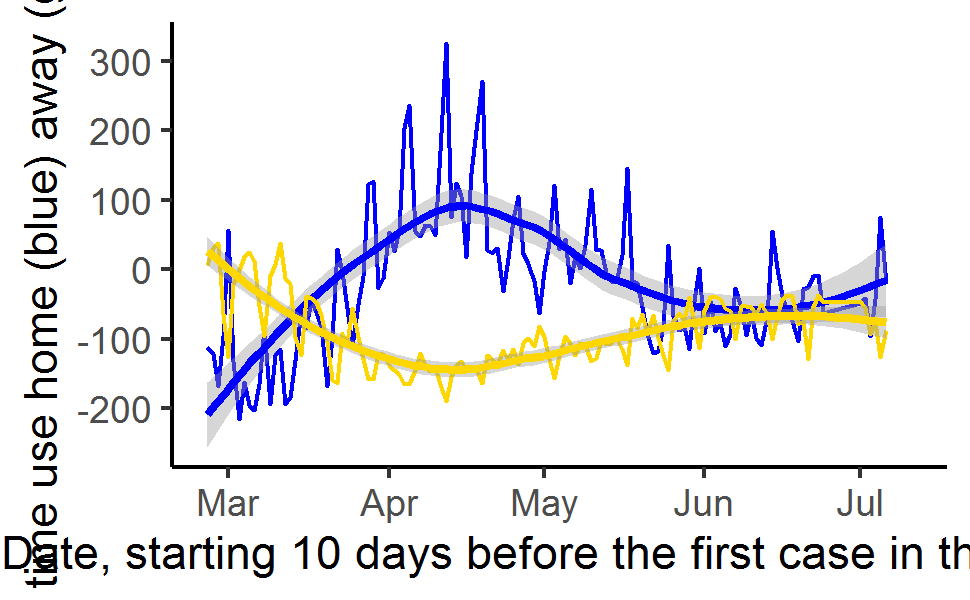 time use home (blue) away (
300
200
100
0
-100
-200
Mar Apr May Jun Jul
Date, starting 10 days before the first case in th